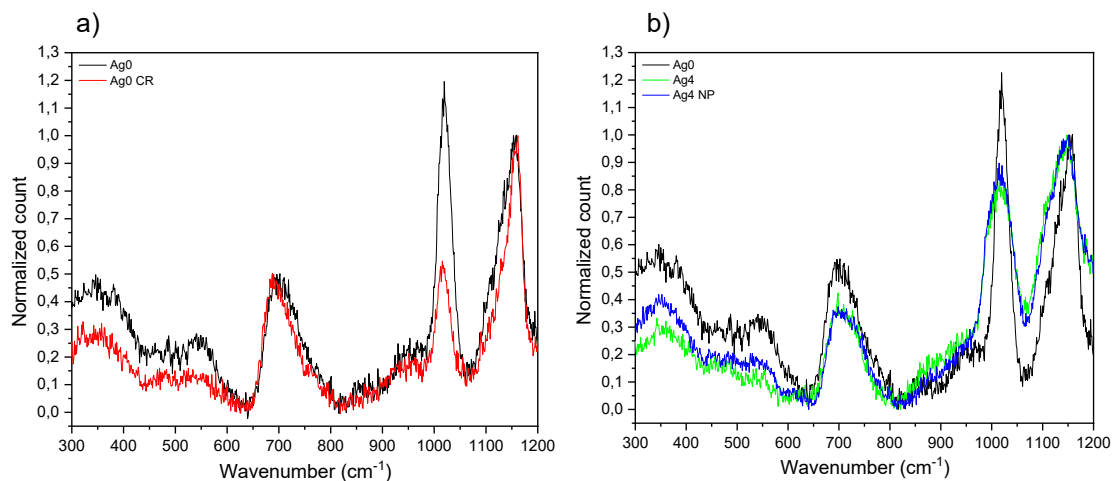 a)
1,3
1,2
1,1
1,0
0,9
0,8
0,7
0,6
0,5
0,4
0,3
0,2
0,1
0,0
Normalized count
Ag0
Ag0 CR
300 400 500 600 700 800 900 1000 1100 1200
Wavenumber (cm⁻¹)
b)
1,3
1,2
1,1
1,0
0,9
0,8
0,7
0,6
0,5
0,4
0,3
0,2
0,1
0,0
Normalized count
Ag0
Ag4
Ag4 NP
300 400 500 600 700 800 900 1000 1100 1200
Wavenumber (cm⁻¹)